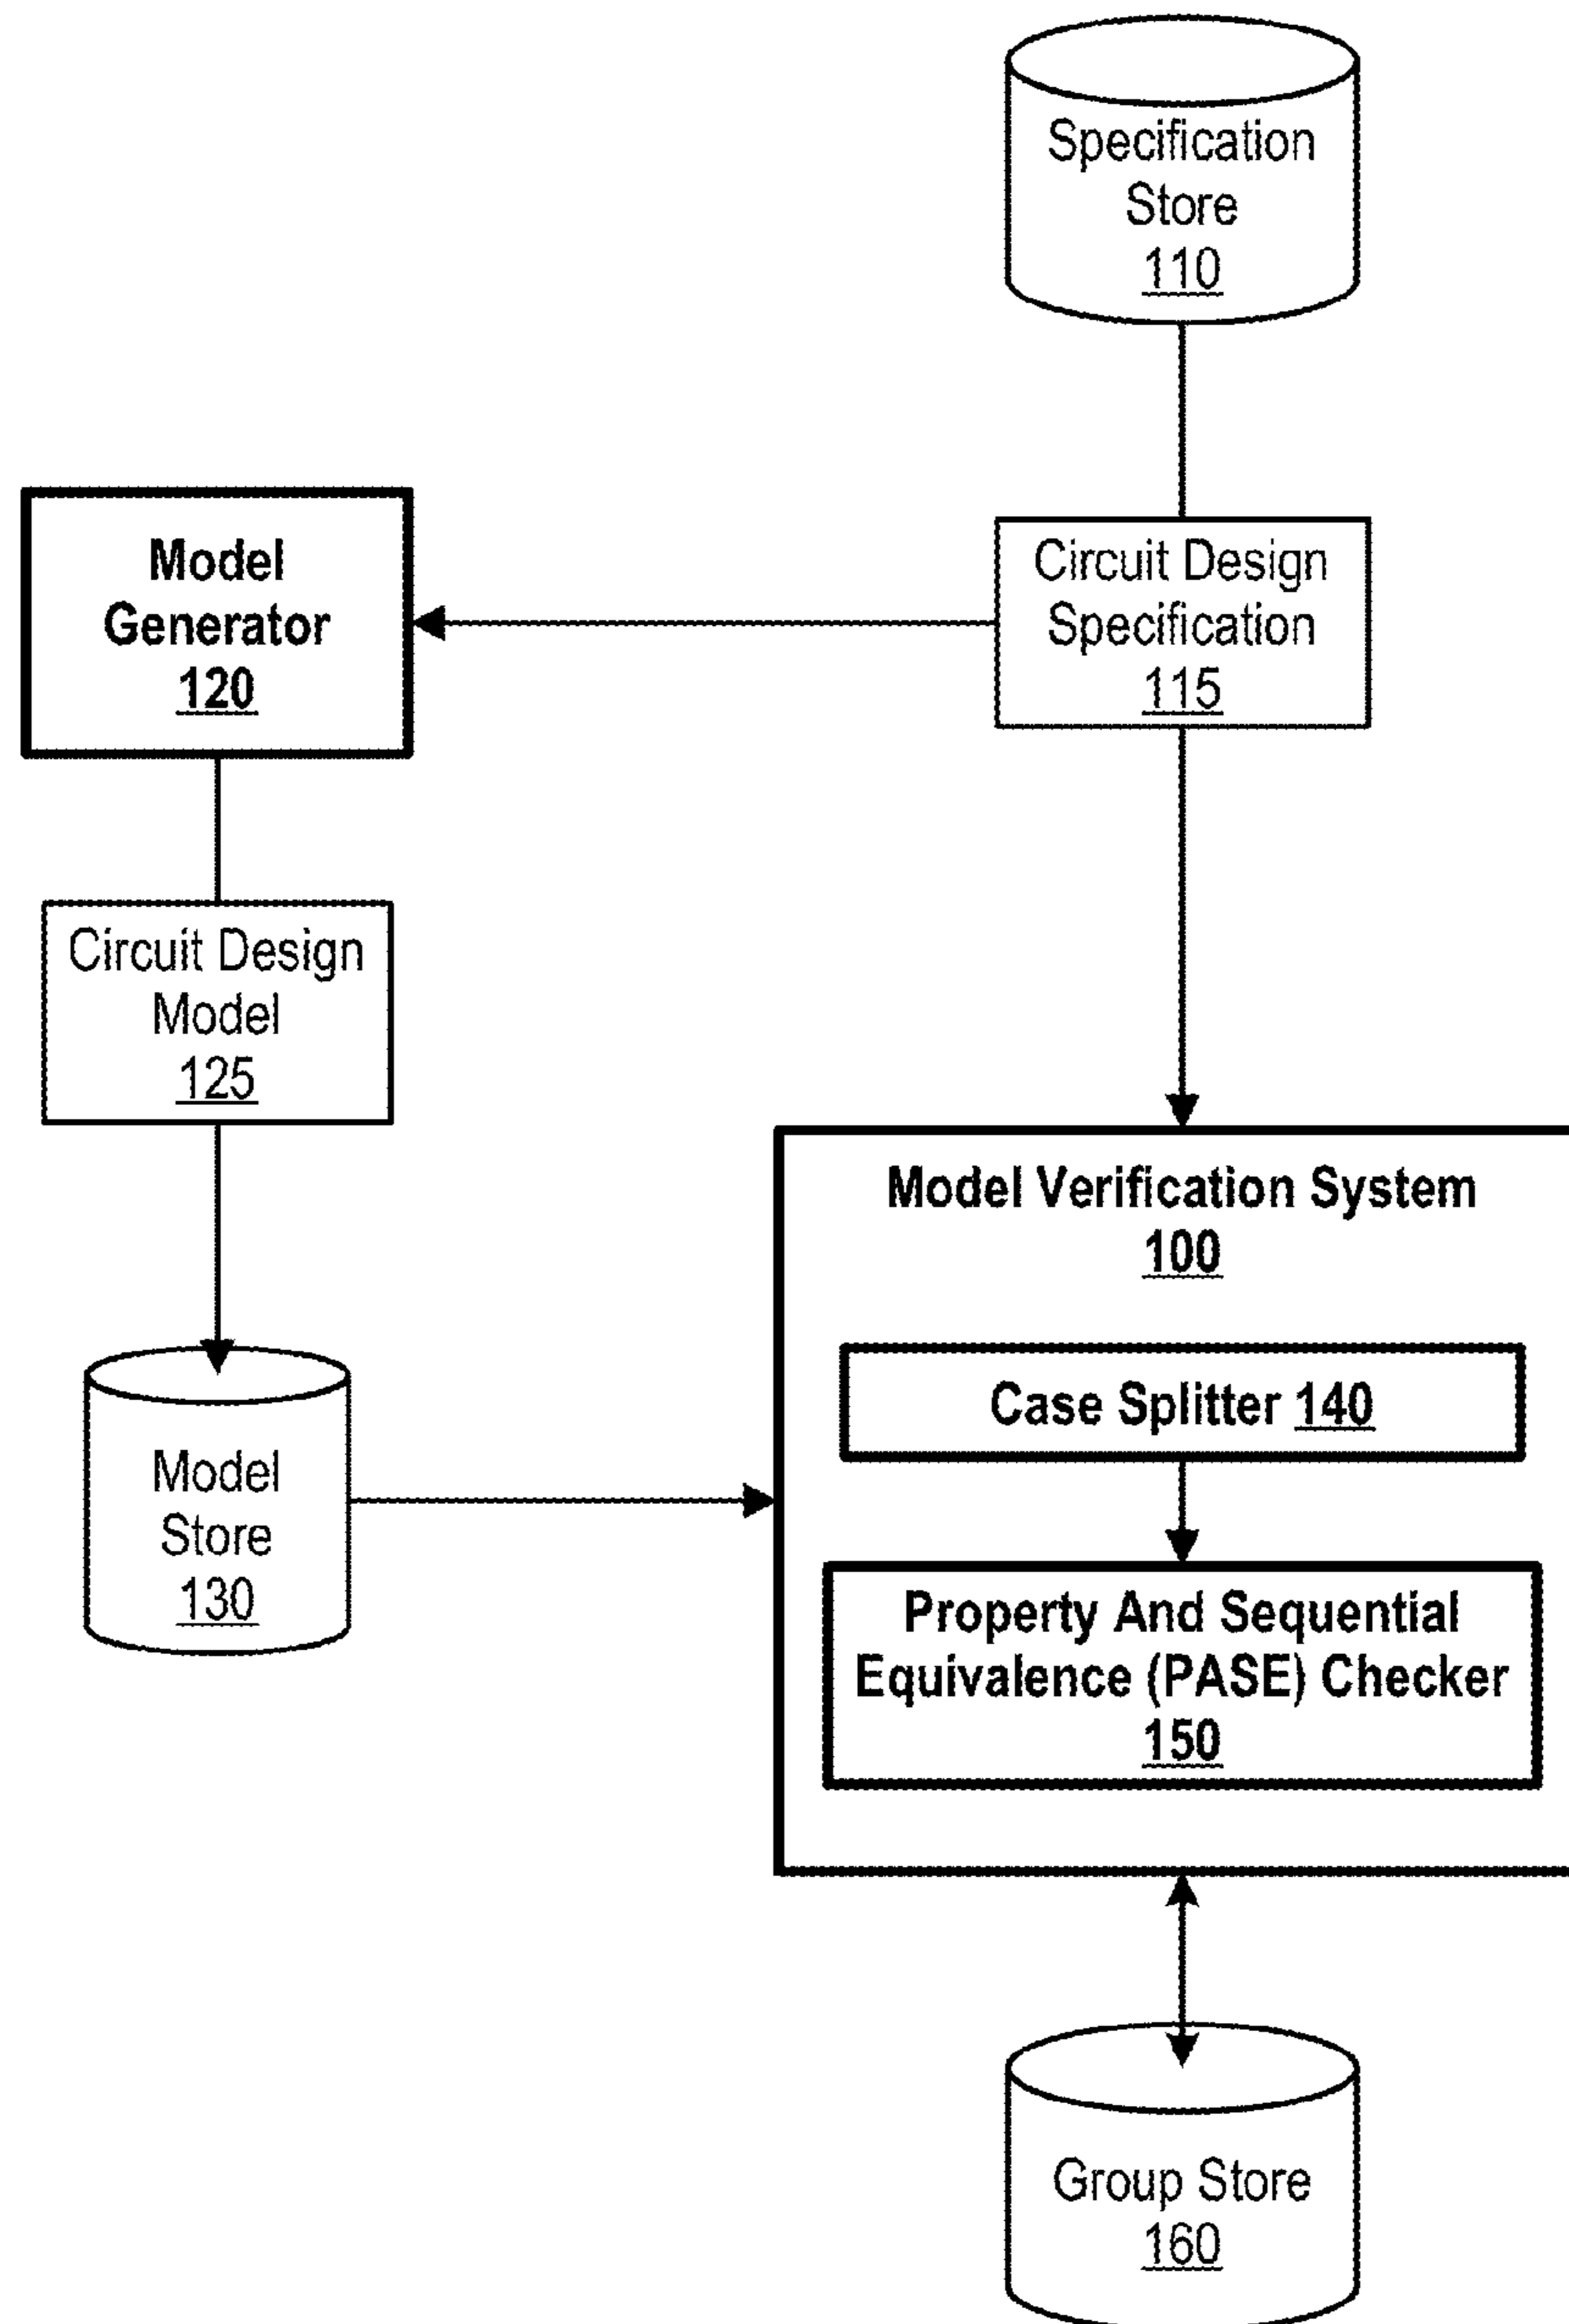 Specification
Store
110
Model
Generator
120
Circuit Design
Specification
115
Circuit Design
Model
125
Model Verification System
100
Case Splitter 140
Model
Store
130
Property And Sequential
Equivalence (PASE) Checker
150
Group Store
160